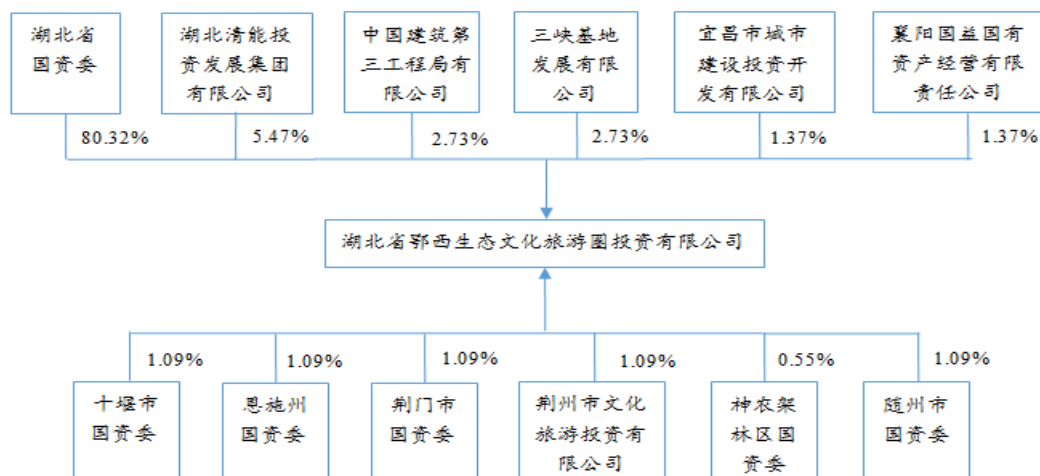 湖北省
国资委
湖北清能投
资发展集团
有限公司
中国建筑第
三工程局有
限公司
三峡基地
发展有限
公司
宜昌市城市
建设投资开
发有限公司
襄阳国益国有
资产经营有限
责任公司
80.32%
5.47%
2.73%
2.73%
1.37%
1.37%
湖北省鄂西生态文化旅游圈投资有限公司
1.09%
1.09%
1.09%
1.09%
0.55%
1.09%
十堰市
国资委
恩施州
国资委
荆门市
国资委
荆州市文化
旅游投资有
限公司
神农架
林区国
资委
随州市
国资委